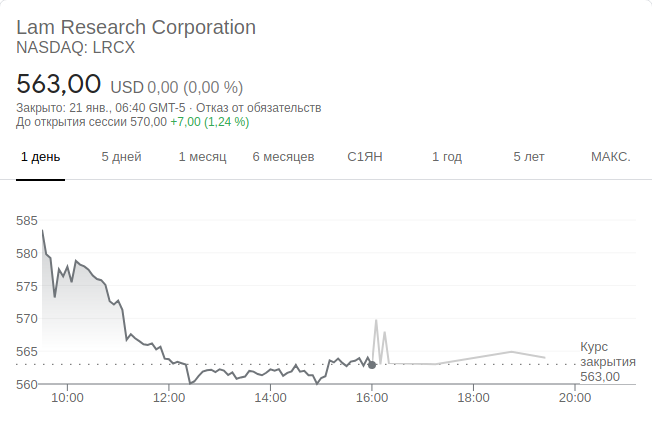 Lam Research Corporation
NASDAQ: LRCX
563,00 USD 0,00 (0,00 %)
Закрыто: 21 янв., 06:40 GMT-5 · Отказ от обязательств
До открытия сессии 570,00 +7,00 (1,24 %)
1 день 5 дней 1 месяц 6 месяцев С1ЯН 1 год 5 лет МАКС.
585
580
575
570
565
560
Курс
закрытия
563,00
10:00 12:00 14:00 16:00 18:00 20:00